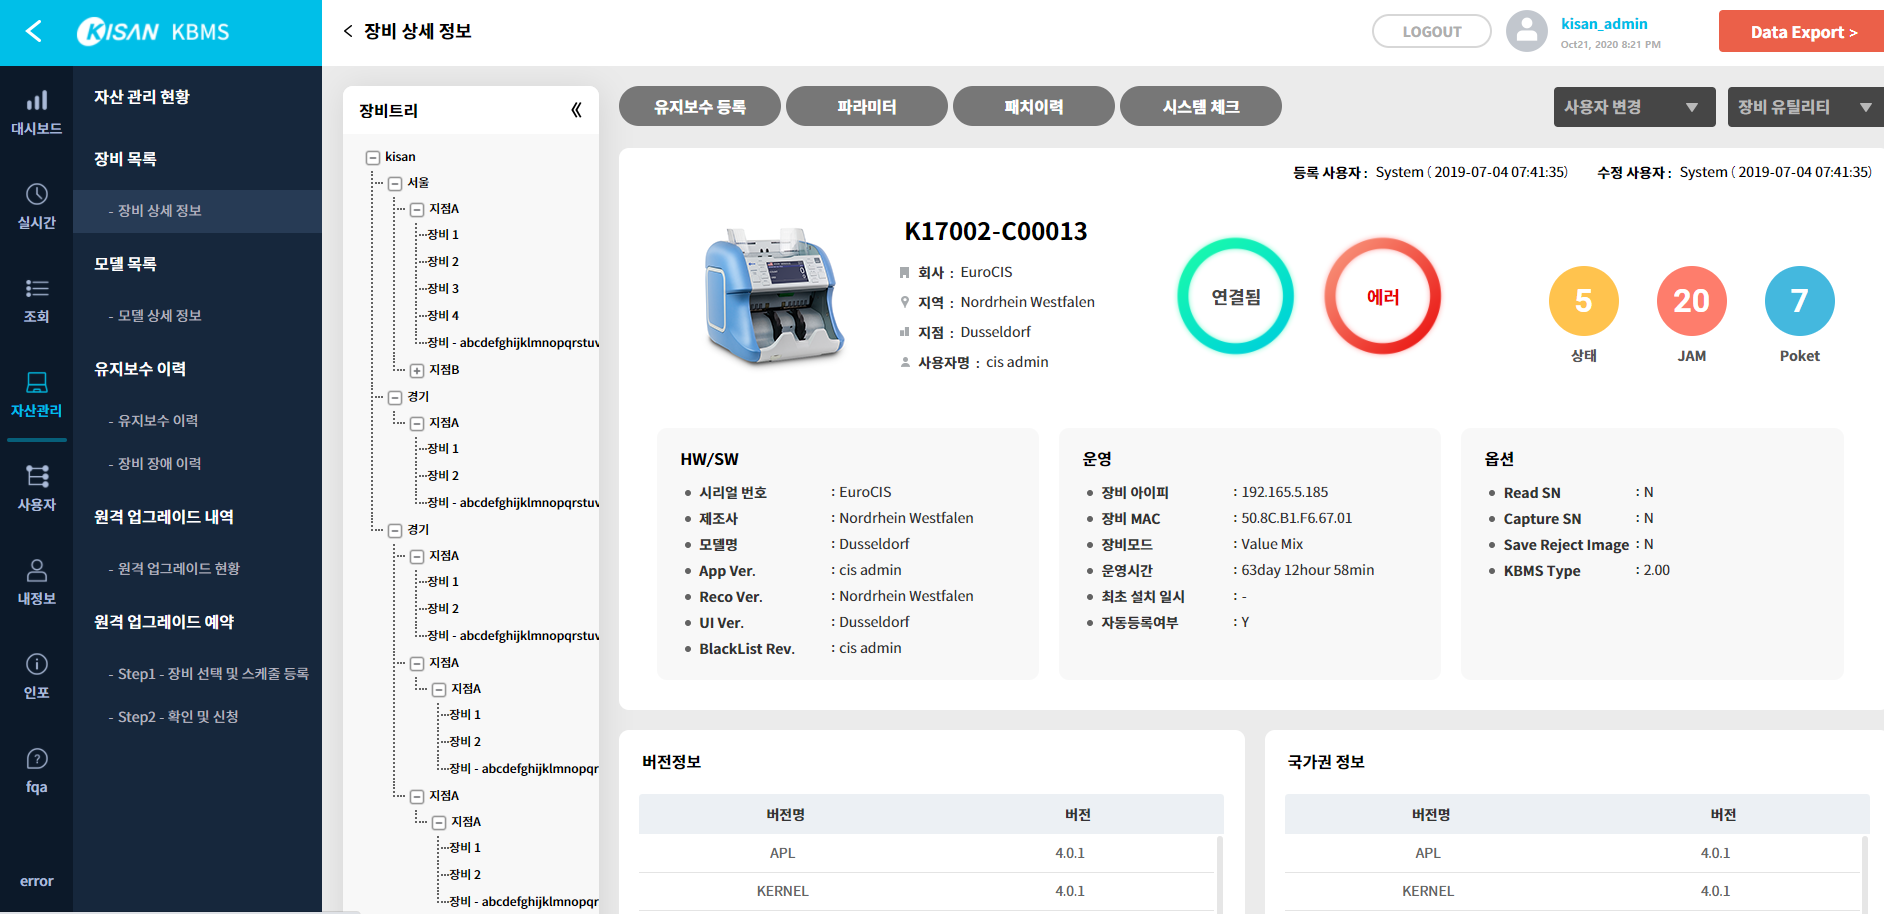 KISAN KBMS
장비 상세 정보
LOGOUT
kisan_admin
Oct21, 2020 8:21 PM
Data Export >
대시보드
실시간
조회
자산관리
사용자
내정보
인포
fqa
error
자산 관리 현황
장비 목록
- 장비 상세 정보
모델 목록
- 모델 상세 정보
유지보수 이력
- 유지보수 이력
- 장비 장애 이력
원격 업그레이드 내역
- 원격 업그레이드 현황
원격 업그레이드 예약
- Step1 - 장비 선택 및 스케줄 등록
- Step2 - 확인 및 신청
장비트리
kisan
서울
지점A
장비 1
장비 2
장비 3
장비 4
장비 - abcdefghijklmnopqrstuv
지점B
경기
지점A
장비 1
장비 2
장비 - abcdefghijklmnopqrstuv
경기
지점A
장비 1
장비 2
장비 - abcdefghijklmnopqrstuv
지점A
지점A
장비 1
장비 2
장비 - abcdefghijklmnopqr
지점A
지점A
장비 1
장비 2
장비 - abcdefghijklmnopqr
유지보수 등록
파라미터
패치이력
시스템 체크
사용자 변경
장비 유틸리티
등록 사용자 : System ( 2019-07-04 07:41:35)
수정 사용자 : System ( 2019-07-04 07:41:35)
K17002-C00013
회사 : EuroCIS
지역 : Nordrhein Westfalen
지점 : Dusseldorf
사용자명 : cis admin
연결됨
에러
5
상태
20
JAM
7
Poket
HW/SW
시리얼 번호 : EuroCIS
제조사 : Nordrhein Westfalen
모델명 : Dusseldorf
App Ver. : cis admin
Reco Ver. : Nordrhein Westfalen
UI Ver. : Dusseldorf
BlackList Rev. : cis admin
운영
장비 아이피 : 192.165.5.185
장비 MAC : 50.8C.B1.F6.67.01
장비모드 : Value Mix
운영시간 : 63day 12hour 58min
최초 설치 일시 : -
자동등록여부 : Y
옵션
Read SN : N
Capture SN : N
Save Reject Image : N
KBMS Type : 2.00
버전정보
버전명 버전
APL 4.0.1
KERNEL 4.0.1
국가권 정보
버전명 버전
APL 4.0.1
KERNEL 4.0.1